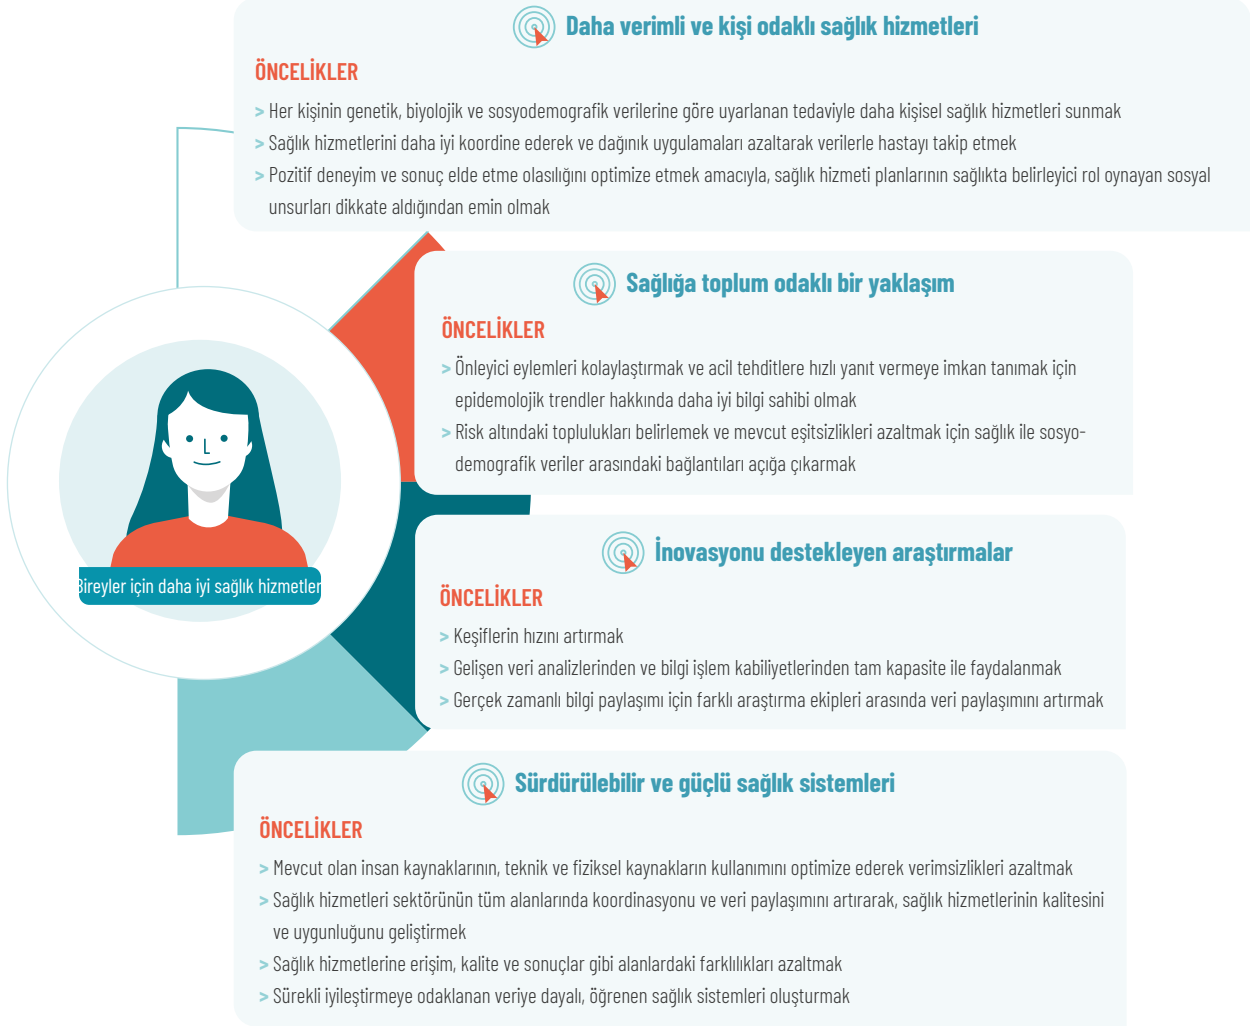 Daha verimli ve kişi odaklı sağlık hizmetleri
ÖNCELİKLER
> Her kişinin genetik, biyolojik ve sosyodemografik verilerine göre uyarlanan tedaviyle daha kişisel sağlık hizmetleri sunmak
> Sağlık hizmetlerini daha iyi koordine ederek ve dağınık uygulamaları azaltarak verilerle hastayı takip etmek
> Pozitif deneyim ve sonuç elde etme olasılığını optimize etmek amacıyla, sağlık hizmeti planlarının sağlıkta belirleyici rol oynayan sosyal
unsurları dikkate aldığından emin olmak
Sağlığa toplum odaklı bir yaklaşım
ÖNCELİKLER
> Önleyici eylemleri kolaylaştırmak ve acil tehditlere hızlı yanıt vermeye imkan tanımak için
epidemolojik trendler hakkında daha iyi bilgi sahibi olmak
> Risk altındaki toplulukları belirlemek ve mevcut eşitsizlikleri azaltmak için sağlık ile sosyo-
demografik veriler arasındaki bağlantıları açığa çıkarmak
Bireyler için daha iyi sağlık hizmetler
İnovasyonu destekleyen araştırmalar
ÖNCELİKLER
> Keşiflerin hızını artırmak
> Gelişen veri analizlerinden ve bilgi işlem kabiliyetlerinden tam kapasite ile faydalanmak
> Gerçek zamanlı bilgi paylaşımı için farklı araştırma ekipleri arasında veri paylaşımını artırmak
Sürdürülebilir ve güçlü sağlık sistemleri
ÖNCELİKLER
> Mevcut olan insan kaynaklarının, teknik ve fiziksel kaynakların kullanımını optimize ederek verimsizlikleri azaltmak
> Sağlık hizmetleri sektörünün tüm alanlarında koordinasyonu ve veri paylaşımını artırarak, sağlık hizmetlerinin kalitesini
ve uygunluğunu geliştirmek
> Sağlık hizmetlerine erişim, kalite ve sonuçlar gibi alanlardaki farklılıkları azaltmak
> Sürekli iyileştirmeye odaklanan veriye dayalı, öğrenen sağlık sistemleri oluşturmak